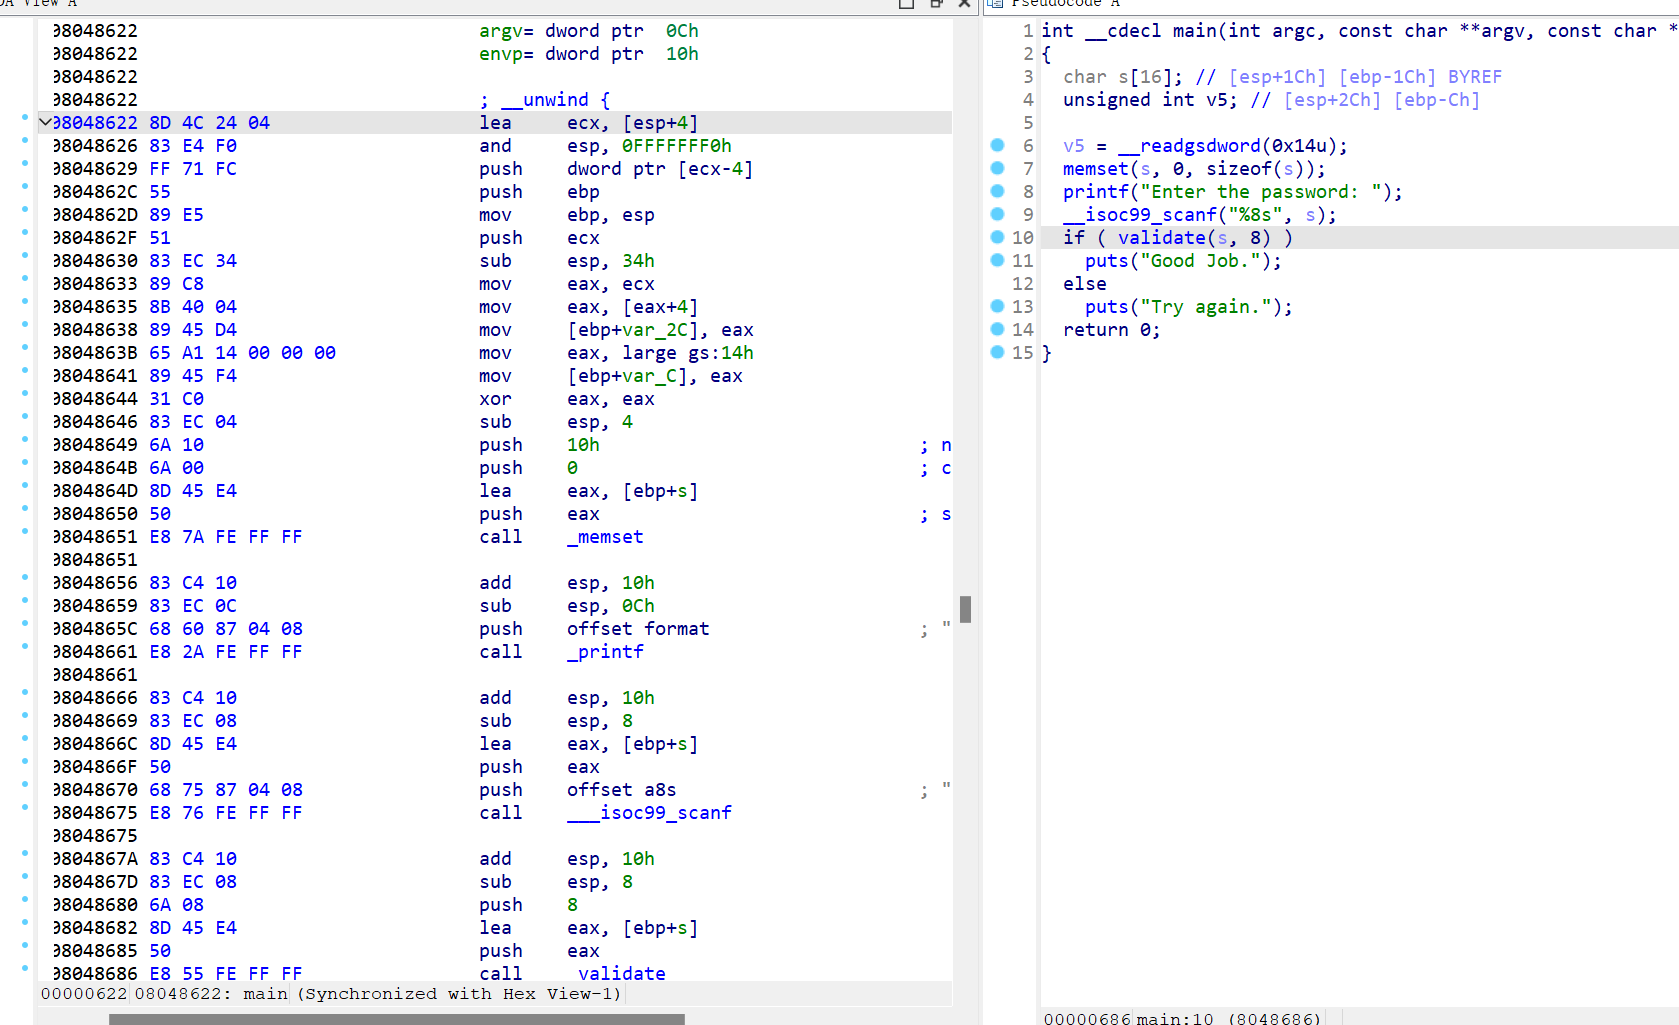 View A
08048622 argv= dword ptr  0Ch
08048622 envp= dword ptr  10h
08048622
08048622 ; __unwind {
08048622 8D 4C 24 04 lea ecx, [esp+4]
08048626 83 E4 F0 and esp, 0FFFFFFF0h
08048629 FF 71 FC push dword ptr [ecx-4]
0804862C 55 push ebp
0804862D 89 E5 mov ebp, esp
0804862F 51 push ecx
08048630 83 EC 34 sub esp, 34h
08048633 89 C8 mov eax, ecx
08048635 8B 40 04 mov eax, [eax+4]
08048638 89 45 D4 mov [ebp+var_2C], eax
0804863B 65 A1 14 00 00 00 mov eax, large gs:14h
08048641 89 45 F4 mov [ebp+var_C], eax
08048644 31 C0 xor eax, eax
08048646 83 EC 04 sub esp, 4
08048649 6A 10 push 10h ; n
0804864B 6A 00 push 0 ; c
0804864D 8D 45 E4 lea eax, [ebp+s]
08048650 50 push eax ; s
08048651 E8 7A FE FF FF call _memset
08048651
08048656 83 C4 10 add esp, 10h
08048659 83 EC 0C sub esp, 0Ch
0804865C 68 60 87 04 08 push offset format ; "
08048661 E8 2A FE FF FF call _printf
08048661
08048666 83 C4 10 add esp, 10h
08048669 83 EC 08 sub esp, 8
0804866C 8D 45 E4 lea eax, [ebp+s]
0804866F 50 push eax
08048670 68 75 87 04 08 push offset a8s ; "
08048675 E8 76 FE FF FF call ___isoc99_scanf
08048675
0804867A 83 C4 10 add esp, 10h
0804867D 83 EC 08 sub esp, 8
08048680 6A 08 push 8
08048682 8D 45 E4 lea eax, [ebp+s]
08048685 50 push eax
08048686 E8 55 FE FF FF call _validate
00000622 08048622: main (Synchronized with Hex View-1)
Pseudocode A
1 int __cdecl main(int argc, const char **argv, const char *
2 {
3 char s[16]; // [esp+1Ch] [ebp-1Ch] BYREF
4 unsigned int v5; // [esp+2Ch] [ebp-Ch]
5
6 v5 = __readgsdword(0x14u);
7 memset(s, 0, sizeof(s));
8 printf("Enter the password: ");
9 __isoc99_scanf("%8s", s);
10 if ( validate(s, 8) )
11 puts("Good Job.");
12 else
13 puts("Try again.");
14 return 0;
15 }
00000686 main:10 (8048686)